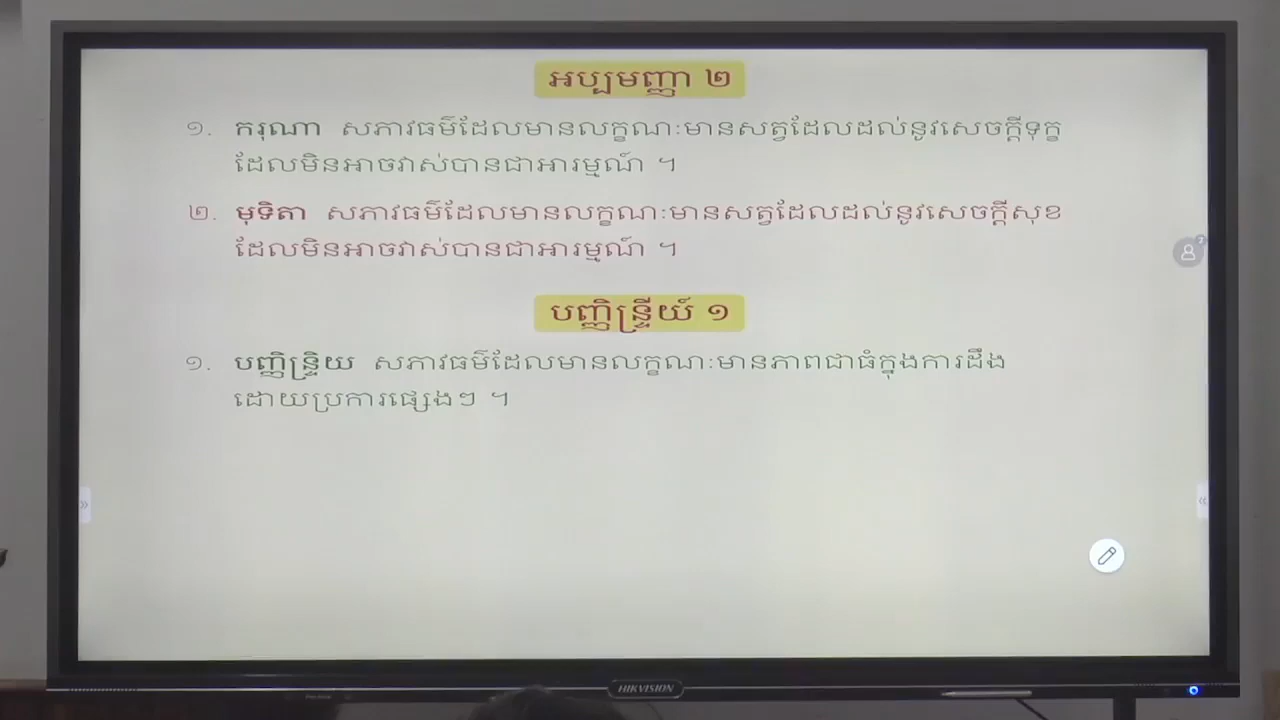 អប្បមញ្ញា ២
១. ករុណា សភាវធម៌ដែលមានលក្ខណៈមានសត្វដែលដល់នូវសេចក្តីទុក្ខ
ដែលមិនអាចវាស់បានជាអារម្មណ៍ ។
២. មុទិតា សភាវធម៌ដែលមានលក្ខណៈមានសត្វដែលដល់នូវសេចក្តីសុខ
ដែលមិនអាចវាស់បានជាអារម្មណ៍ ។
បញ្ញិន្ទ្រីយ៍ ១
១. បញ្ញិន្ទ្រិយ សភាវធម៌ដែលមានលក្ខណៈមានភាពជាធំក្នុងការដឹង
ដោយប្រការផ្សេងៗ ។
HIKVISION